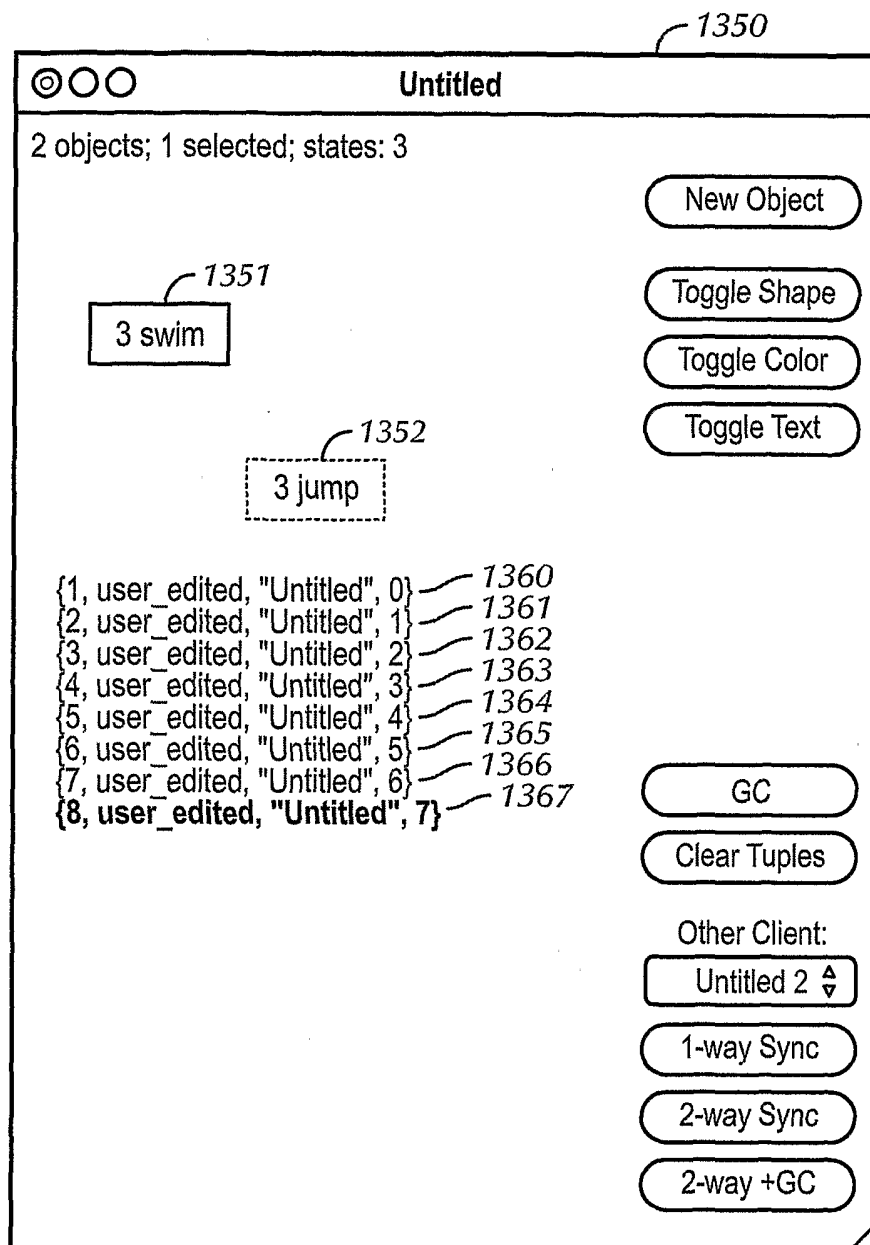 1350
Untitled
2 objects; 1 selected; states: 3
New Object
1351
3 swim
Toggle Shape
Toggle Color
Toggle Text
1352
3 jump
{1, user_edited, "Untitled", 0} 1360
{2, user_edited, "Untitled", 1} 1361
{3, user_edited, "Untitled", 2} 1362
{4, user_edited, "Untitled", 3} 1363
{5, user_edited, "Untitled", 4} 1364
{6, user_edited, "Untitled", 5} 1365
{7, user_edited, "Untitled", 6} 1366
{8, user_edited, "Untitled", 7} 1367
GC
Clear Tuples
Other Client:
Untitled 2
1-way Sync
2-way Sync
2-way +GC